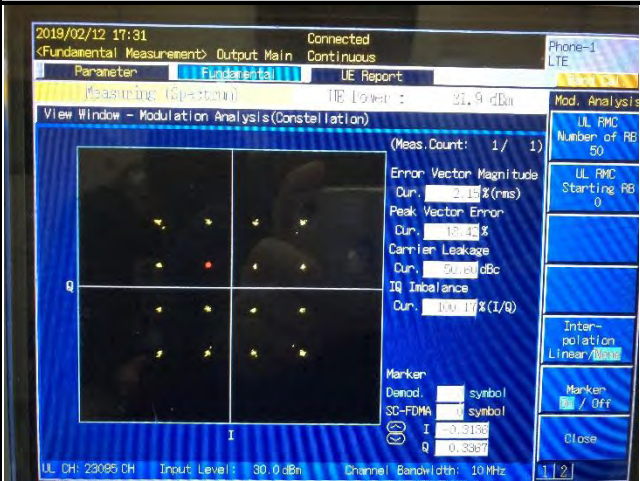 2019/02/12 17:31
Connected
<Fundamental Measurement> Output Main Continuous
Phone-1
LTE
Parameter Fundamental UE Report
Measuring (Spectrum) UE Power : 21.9 dBm
Mod. Analysis
View Window - Modulation Analysis(Constellation)
UL RMC
Number of RB
50
(Meas.Count: 1/ 1)
Error Vector Magnitude
Cur. 2.15 %(rms)
UL RMC
Starting RB
0
Peak Vector Error
Cur. %
Carrier Leakage
Cur. dBc
Q
IQ Imbalance
Cur. 100.17 %(I/Q)
Inter-
polation
Linear/None
Marker
Demod. symbol
SC-FDMA symbol
I -0.3136
Q 0.3367
Marker
On / Off
Close
I
UL CH: 23095 CH Input Level: 30.0 dBm Channel Bandwidth: 10 MHz
1 2